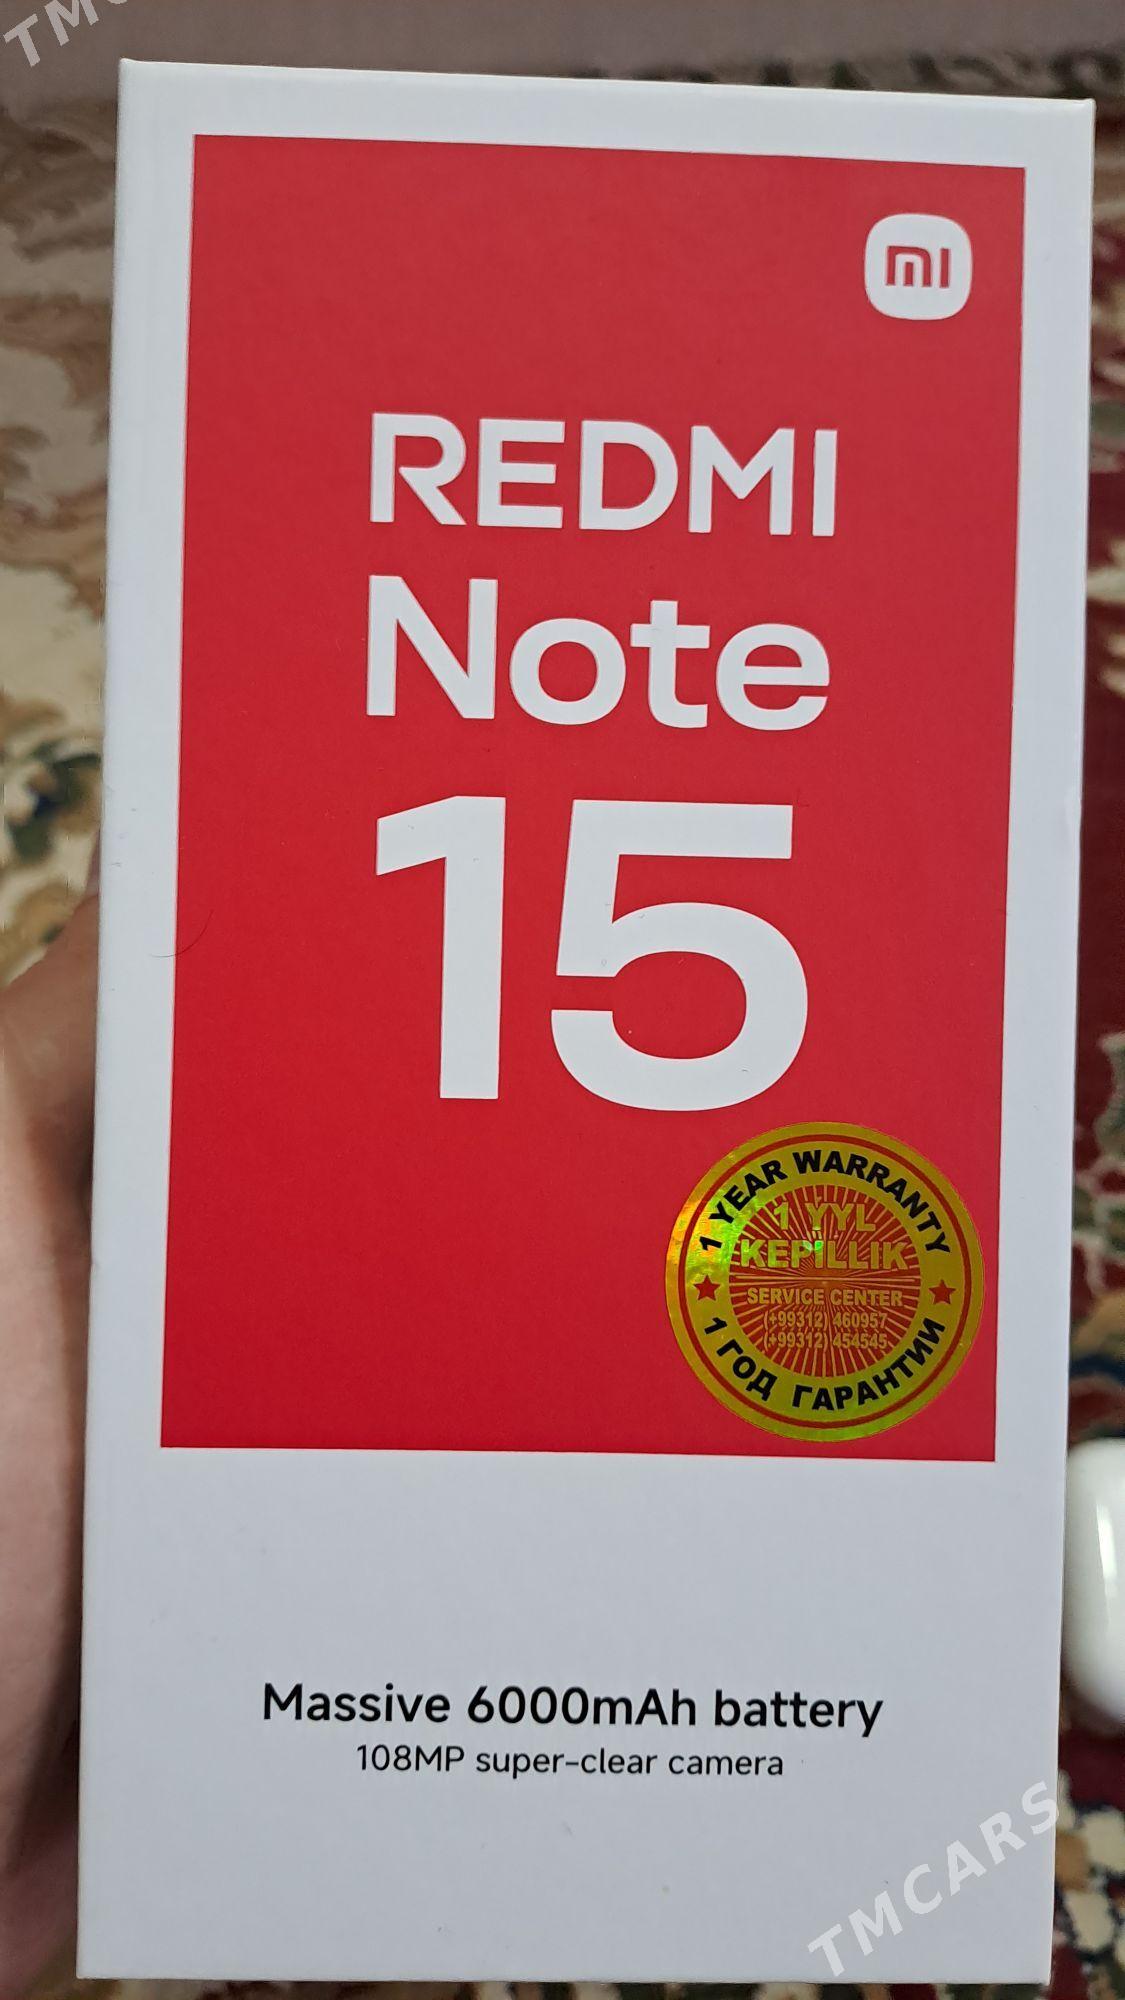 TMC
mi
REDMI
Note
15
1 YEAR WARRANTY
1 YYL
KEPILLIK
SERVICE CENTER
(+99312) 460957
(+99312) 454545
1 ГОД ГАРАНТИИ
Massive 6000mAh battery
108MP super-clear camera
TMCARS